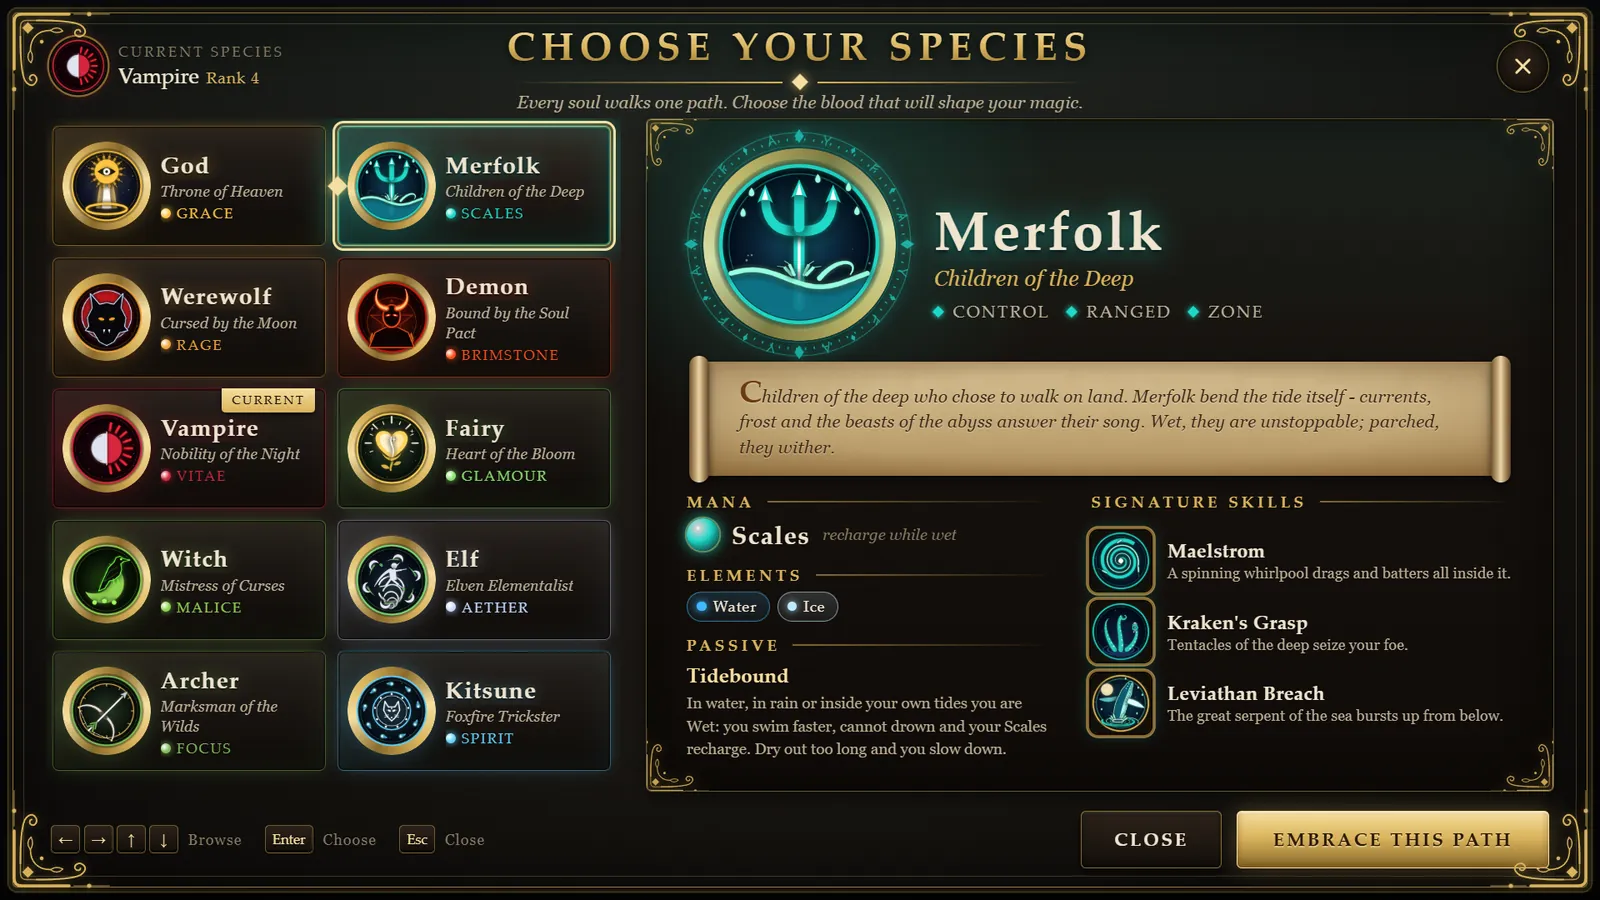 CURRENT SPECIES
Vampire Rank 4
CHOOSE YOUR SPECIES
Every soul walks one path. Choose the blood that will shape your magic.
God
Throne of Heaven
GRACE
Merfolk
Children of the Deep
SCALES
Werewolf
Cursed by the Moon
RAGE
Demon
Bound by the Soul
Pact
BRIMSTONE
CURRENT
Vampire
Nobility of the Night
VITAE
Fairy
Heart of the Bloom
GLAMOUR
Witch
Mistress of Curses
MALICE
Elf
Elven Elementalist
AETHER
Archer
Marksman of the
Wilds
FOCUS
Kitsune
Foxfire Trickster
SPIRIT
Merfolk
Children of the Deep
CONTROL RANGED ZONE
Children of the deep who chose to walk on land. Merfolk bend the tide itself - currents,
frost and the beasts of the abyss answer their song. Wet, they are unstoppable; parched,
they wither.
MANA
Scales recharge while wet
ELEMENTS
Water Ice
PASSIVE
Tidebound
In water, in rain or inside your own tides you are
Wet: you swim faster, cannot drown and your Scales
recharge. Dry out too long and you slow down.
SIGNATURE SKILLS
Maelstrom
A spinning whirlpool drags and batters all inside it.
Kraken's Grasp
Tentacles of the deep seize your foe.
Leviathan Breach
The great serpent of the sea bursts up from below.
← → ↑ ↓ Browse Enter Choose Esc Close
CLOSE
EMBRACE THIS PATH